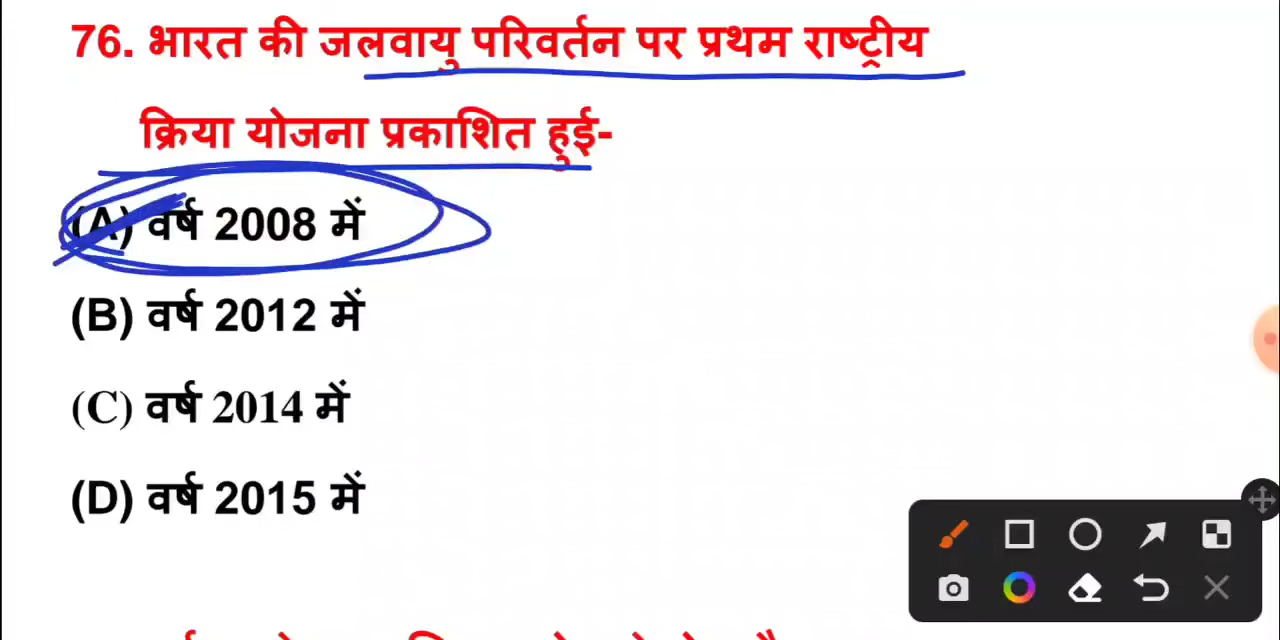 76. भारत की जलवायु परिवर्तन पर प्रथम राष्ट्रीय
क्रिया योजना प्रकाशित हुई-
(A) वर्ष 2008 में
(B) वर्ष 2012 में
(C) वर्ष 2014 में
(D) वर्ष 2015 में